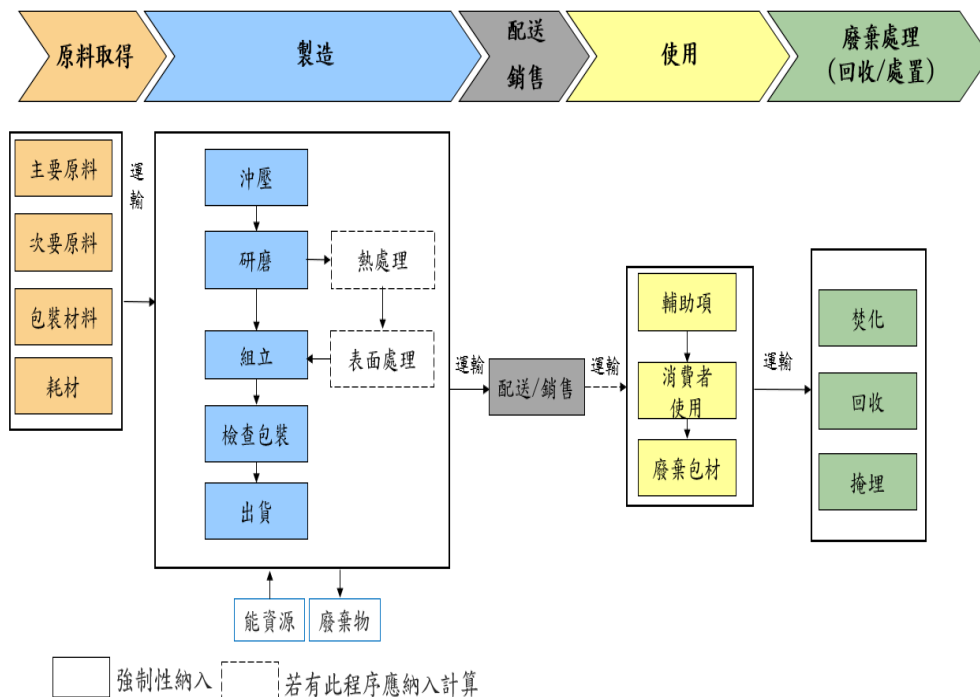 原料取得
製造
配送
銷售
使用
廢棄處理
(回收/處置)
主要原料
次要原料
包裝材料
耗材
運
輸
沖壓
研磨
熱處理
組立
表面處理
檢查包裝
出貨
能資源
廢棄物
運輸
配送/銷售
運輸
輔助項
消費者
使用
廢棄包材
運輸
焚化
回收
掩埋
強制性納入
若有此程序應納入計算